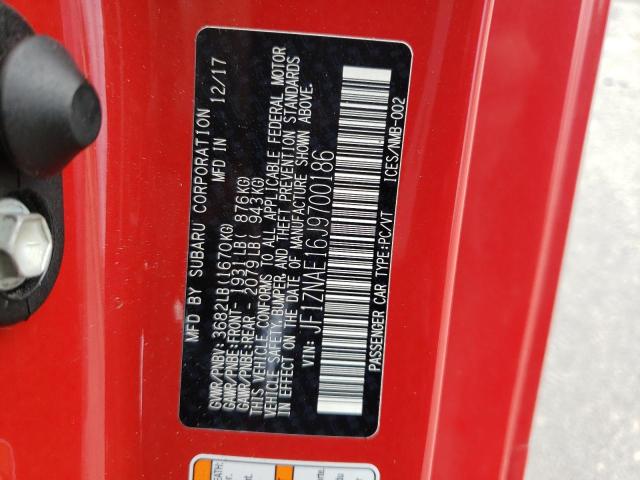 MFD BY SUBARU CORPORATION
MFD IN 12/17
GVWR/PNBV: 3682LB (1670KG)
GAWR/PNBE:FRONT- 1931LB( 876KG)
GAWR/PNBE:REAR - 2079LB( 943KG)
THIS VEHICLE CONFORMS TO ALL APPLICABLE FEDERAL MOTOR
VEHICLE SAFETY,BUMPER, AND THEFT PREVENTION STANDARDS
IN EFFECT ON THE DATE OF MANUFACTURE SHOWN ABOVE.
VIN: JF1ZNAE16J9700186
PASSENGER CAR TYPE:PC/VT ICES/NMB-002
DEATH: